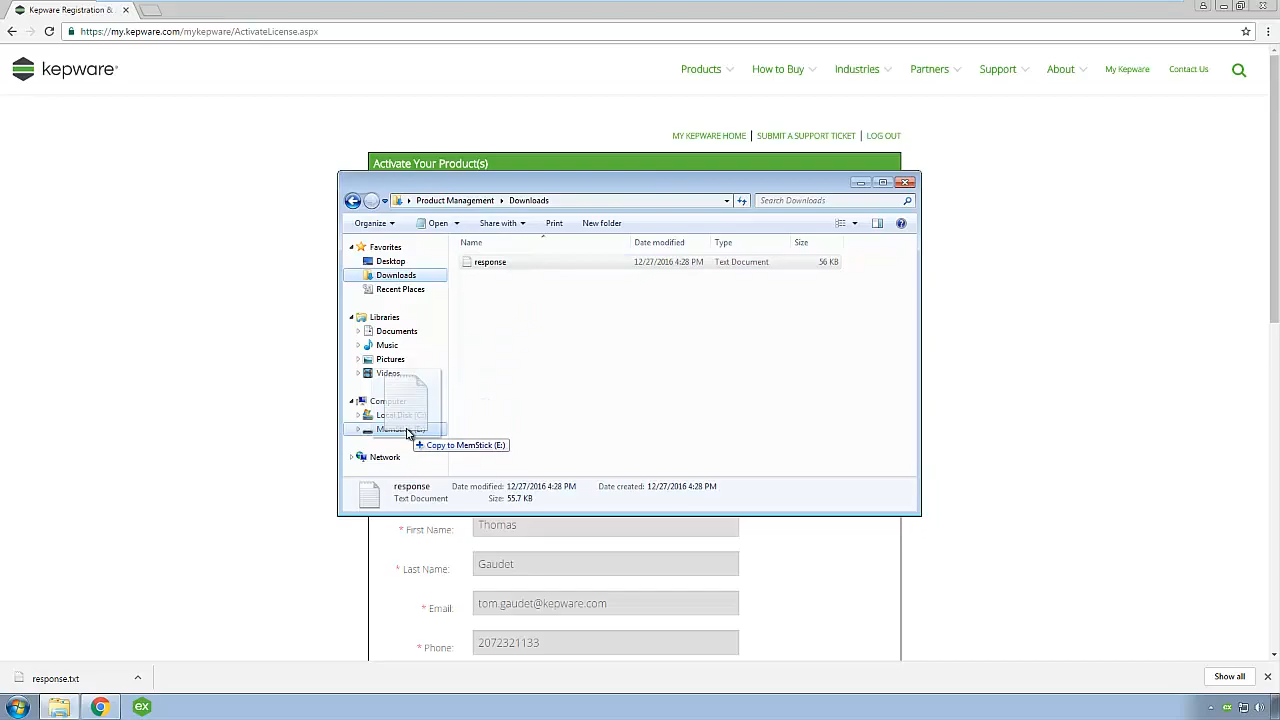 Kepware Registration &
https://my.kepware.com/mykepware/ActivateLicense.aspx
kepware
Products
How to Buy
Industries
Partners
Support
About
My Kepware
Contact Us
MY KEPWARE HOME | SUBMIT A SUPPORT TICKET | LOG OUT
Activate Your Product(s)
Product Management
Downloads
Search Downloads
Organize
Open
Share with
Print
New folder
Name
Date modified
Type
Size
response
12/27/2016 4:28 PM
Text Document
56 KB
Favorites
Desktop
Downloads
Recent Places
Libraries
Documents
Music
Pictures
Videos
Computer
Local Disk (C:)
MemStick (E:)
Copy to MemStick (E:)
Network
response
Date modified: 12/27/2016 4:28 PM
Date created: 12/27/2016 4:28 PM
Text Document
Size: 55.7 KB
* First Name:
Thomas
* Last Name:
Gaudet
* Email:
tom.gaudet@kepware.com
* Phone:
2072321133
response.txt
Show all
ex